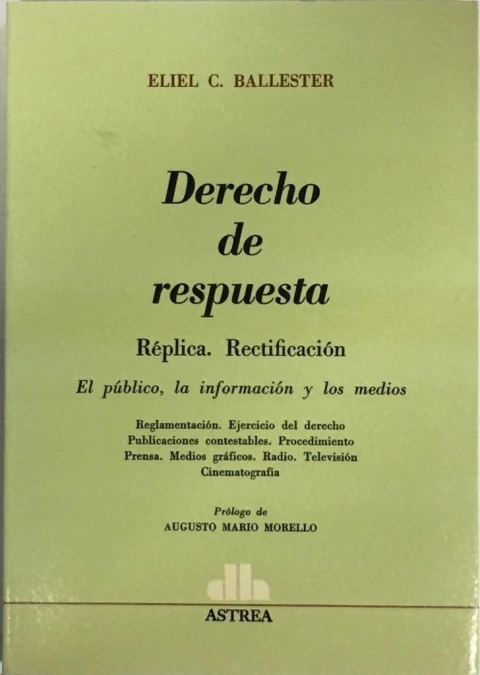 ELIEL C. BALLESTER
Derecho
de
respuesta
Réplica. Rectificación
El público, la información y los medios
Reglamentación. Ejercicio del derecho
Publicaciones contestables. Procedimiento
Prensa. Medios gráficos. Radio. Televisión
Cinematografía
Prólogo de
AUGUSTO MARIO MORELLO
ASTREA